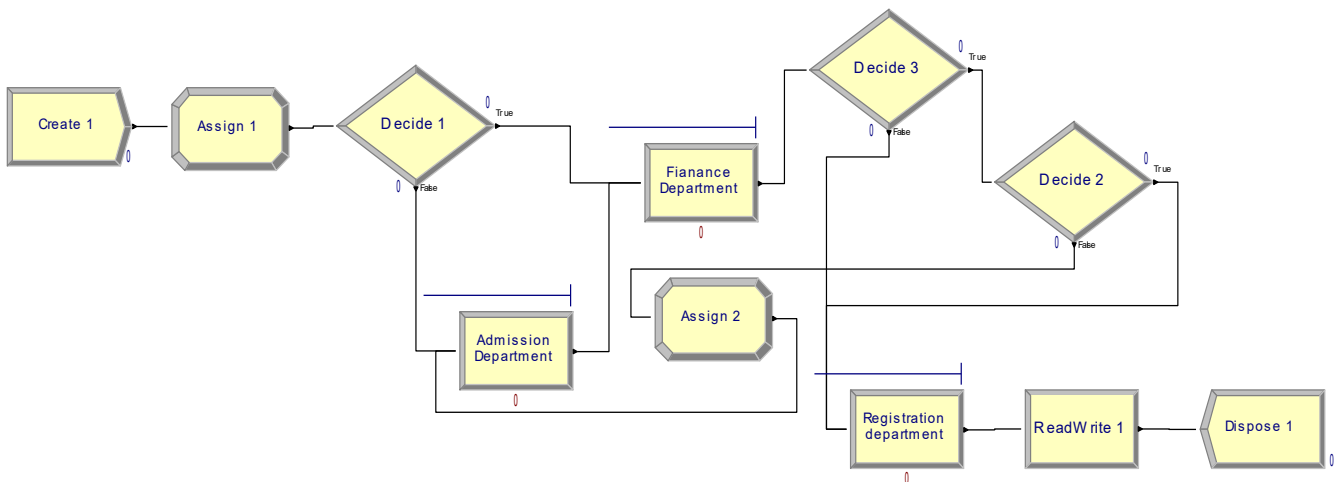 Create 1
0
Assign 1
Decide 1
0
True
0
False
Fianance
Department
0
Decide 3
0
True
0
False
Decide 2
0
True
0
False
Admission
Department
0
Assign 2
Registration
department
0
ReadWrite 1
Dispose 1
0